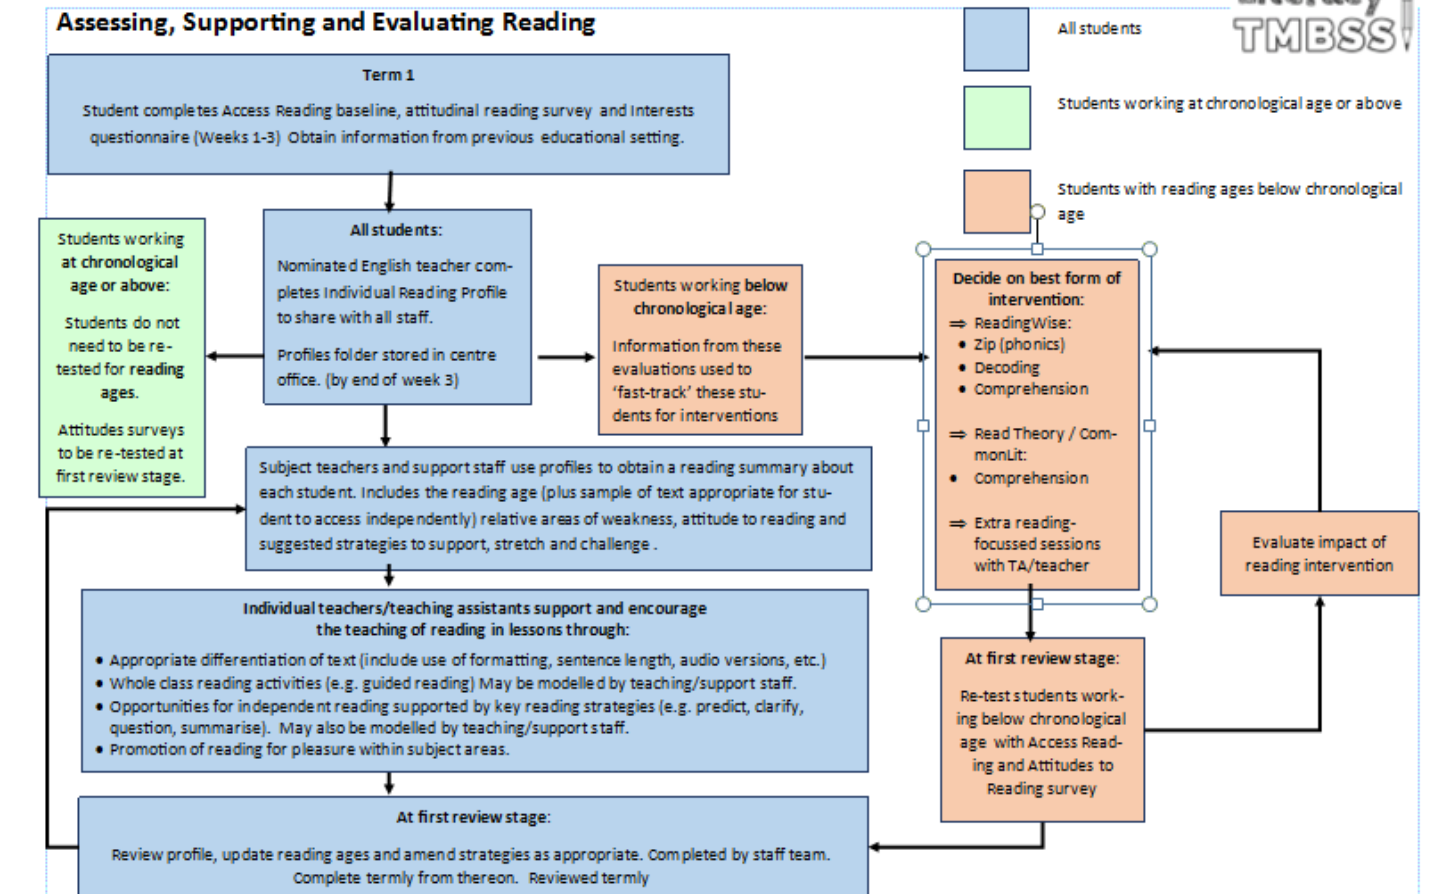 Assessing, Supporting and Evaluating Reading
TMBSS
All students
Students working at chronological age or above
Students with reading ages below chronological
age
Term 1
Student completes Access Reading baseline, attitudinal reading survey and Interests
questionnaire (Weeks 1-3) Obtain information from previous educational setting.
Students working
at chronological
age or above:
Students do not
need to be re-
tested for reading
ages.
Attitudes surveys
to be re-tested at
first review stage.
All students:
Nominated English teacher com-
pletes Individual Reading Profile
to share with all staff.
Profiles folder stored in centre
office. (by end of week 3)
Students working below
chronological age:
Information from these
evaluations used to
‘fast-track’ these stu-
dents for interventions
Decide on best form of
intervention:
⇒ ReadingWise:
• Zip (phonics)
• Decoding
• Comprehension
⇒ Read Theory / Com-
monLit:
• Comprehension
⇒ Extra reading-
focussed sessions
with TA/teacher
Evaluate impact of
reading intervention
Subject teachers and support staff use profiles to obtain a reading summary about
each student. Includes the reading age (plus sample of text appropriate for stu-
dent to access independently) relative areas of weakness, attitude to reading and
suggested strategies to support, stretch and challenge .
Individual teachers/teaching assistants support and encourage
the teaching of reading in lessons through:
• Appropriate differentiation of text (include use of formatting, sentence length, audio versions, etc.)
• Whole class reading activities (e.g. guided reading) May be modelled by teaching/support staff.
• Opportunities for independent reading supported by key reading strategies (e.g. predict, clarify,
question, summarise). May also be modelled by teaching/support staff.
• Promotion of reading for pleasure within subject areas.
At first review stage:
Re-test students work-
ing below chronological
age with Access Read-
ing and Attitudes to
Reading survey
At first review stage:
Review profile, update reading ages and amend strategies as appropriate. Completed by staff team.
Complete termly from thereon. Reviewed termly